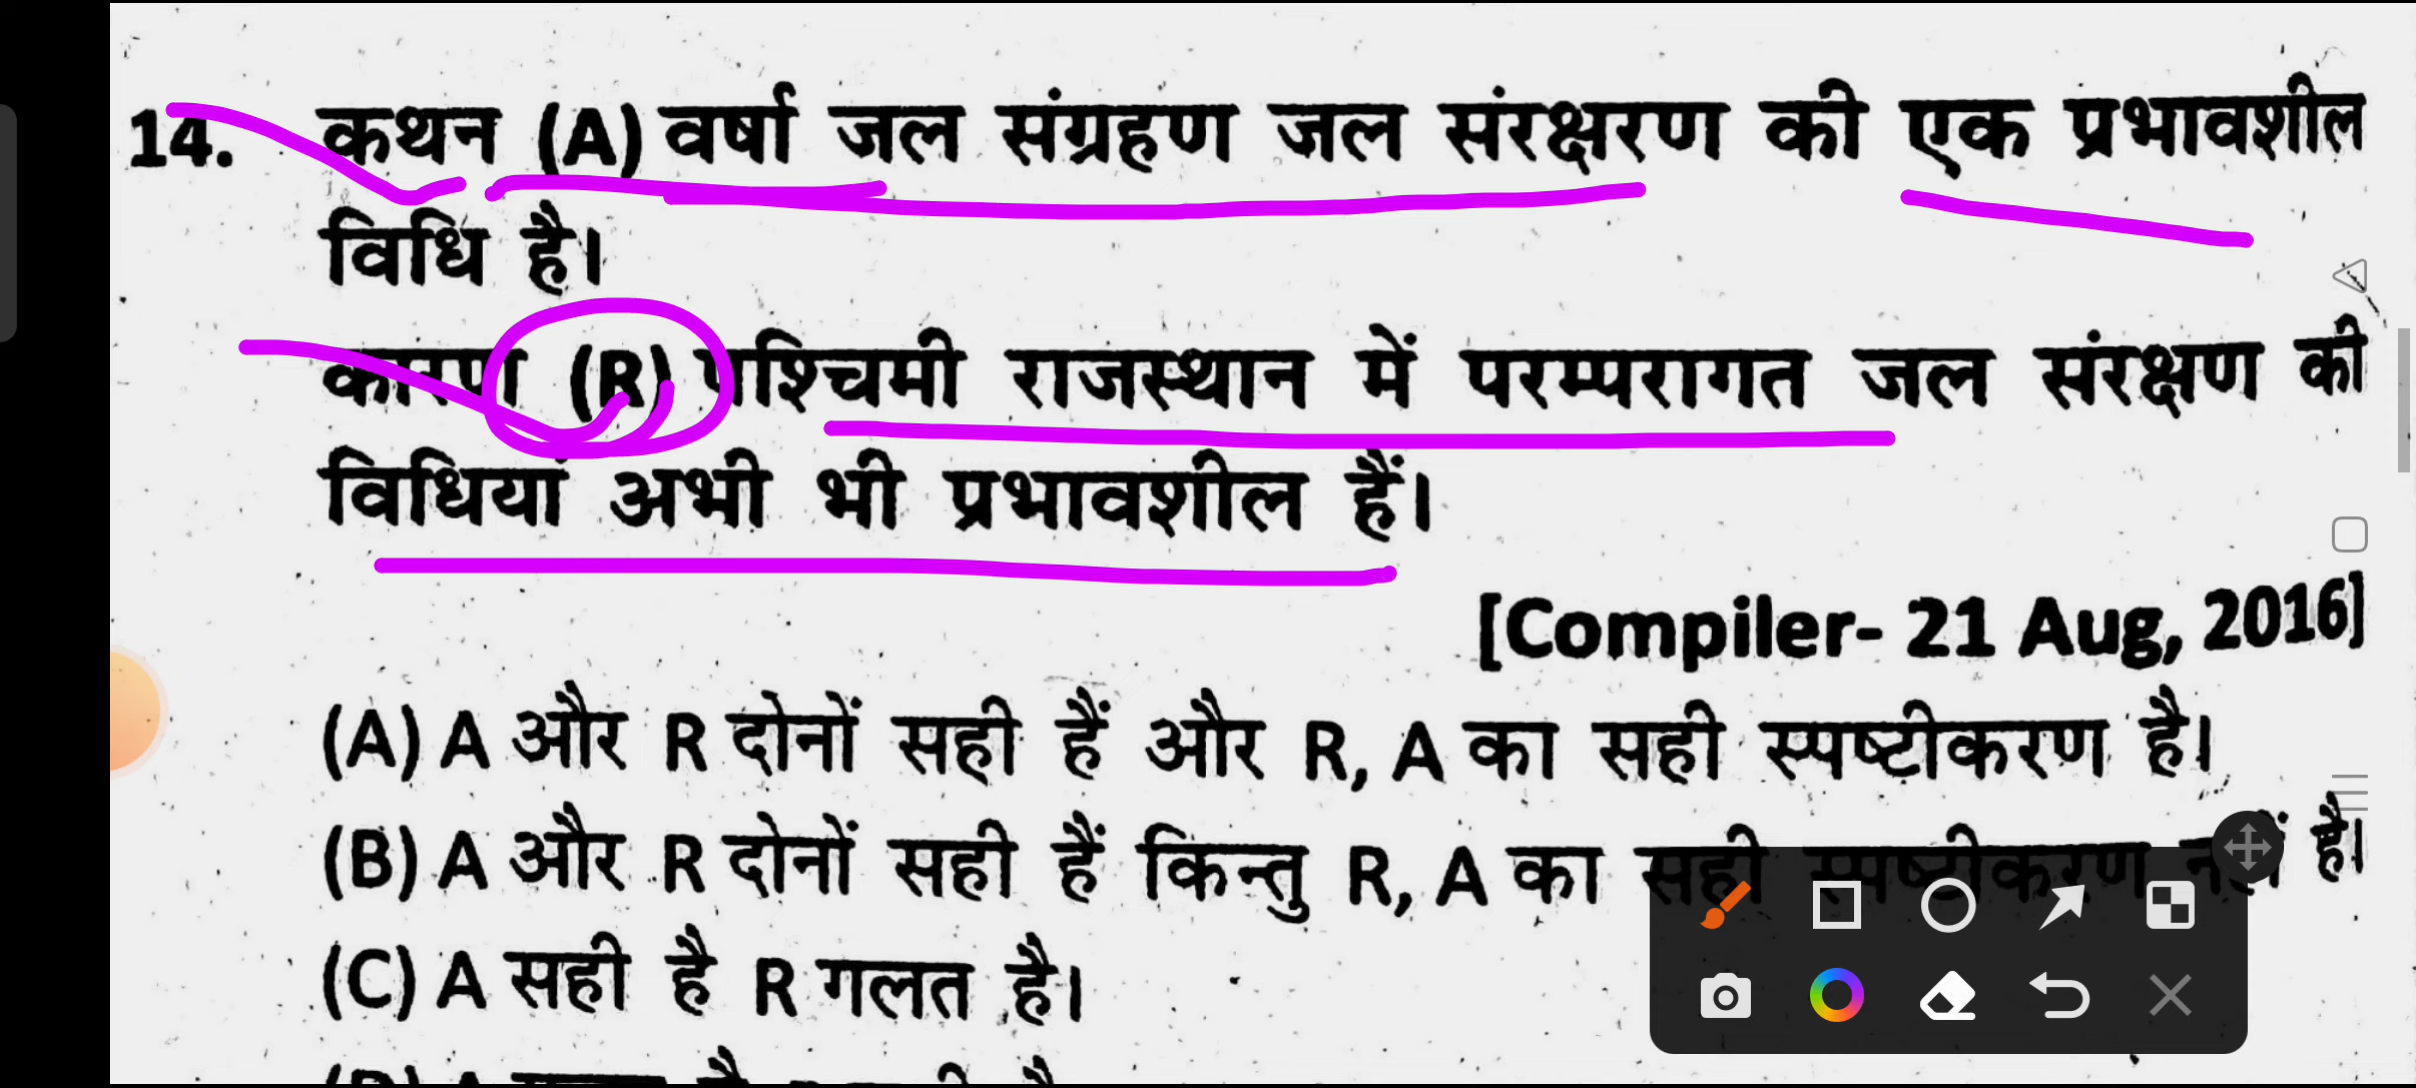 14. कथन (A) वर्षा जल संग्रहण जल संरक्षरण की एक प्रभावशील
विधि है।
कारण (R) पश्चिमी राजस्थान में परम्परागत जल संरक्षण की
विधियां अभी भी प्रभावशील हैं।
[Compiler- 21 Aug, 2016]
(A) A और R दोनों सही हैं और R, A का सही स्पष्टीकरण है।
(B) A और R दोनों सही हैं किन्तु R, A का सही स्पष्टीकरण नहीं है।
(C) A सही है R गलत है।